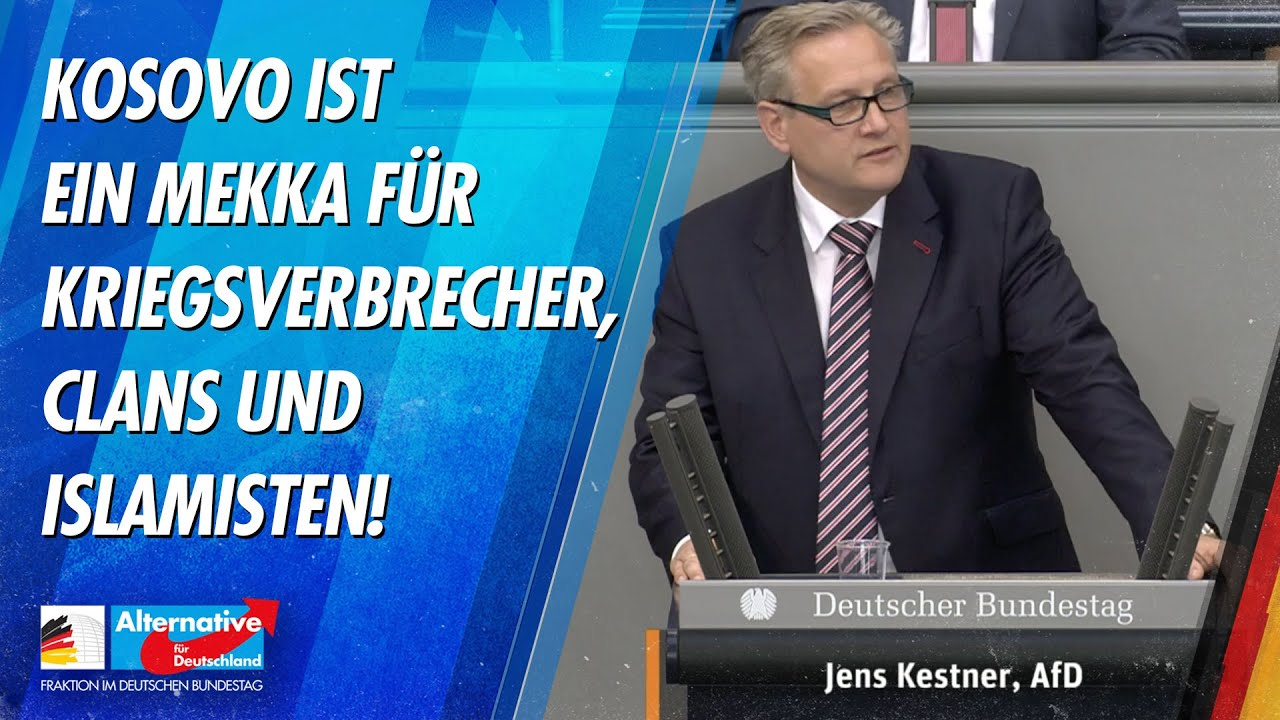 KOSOVO IST
EIN MEKKA FÜR
KRIEGSVERBRECHER,
CLANS UND
ISLAMISTEN!
Alternative
für
Deutschland
FRAKTION IM DEUTSCHEN BUNDESTAG
Deutscher Bundestag
Jens Kestner, AfD